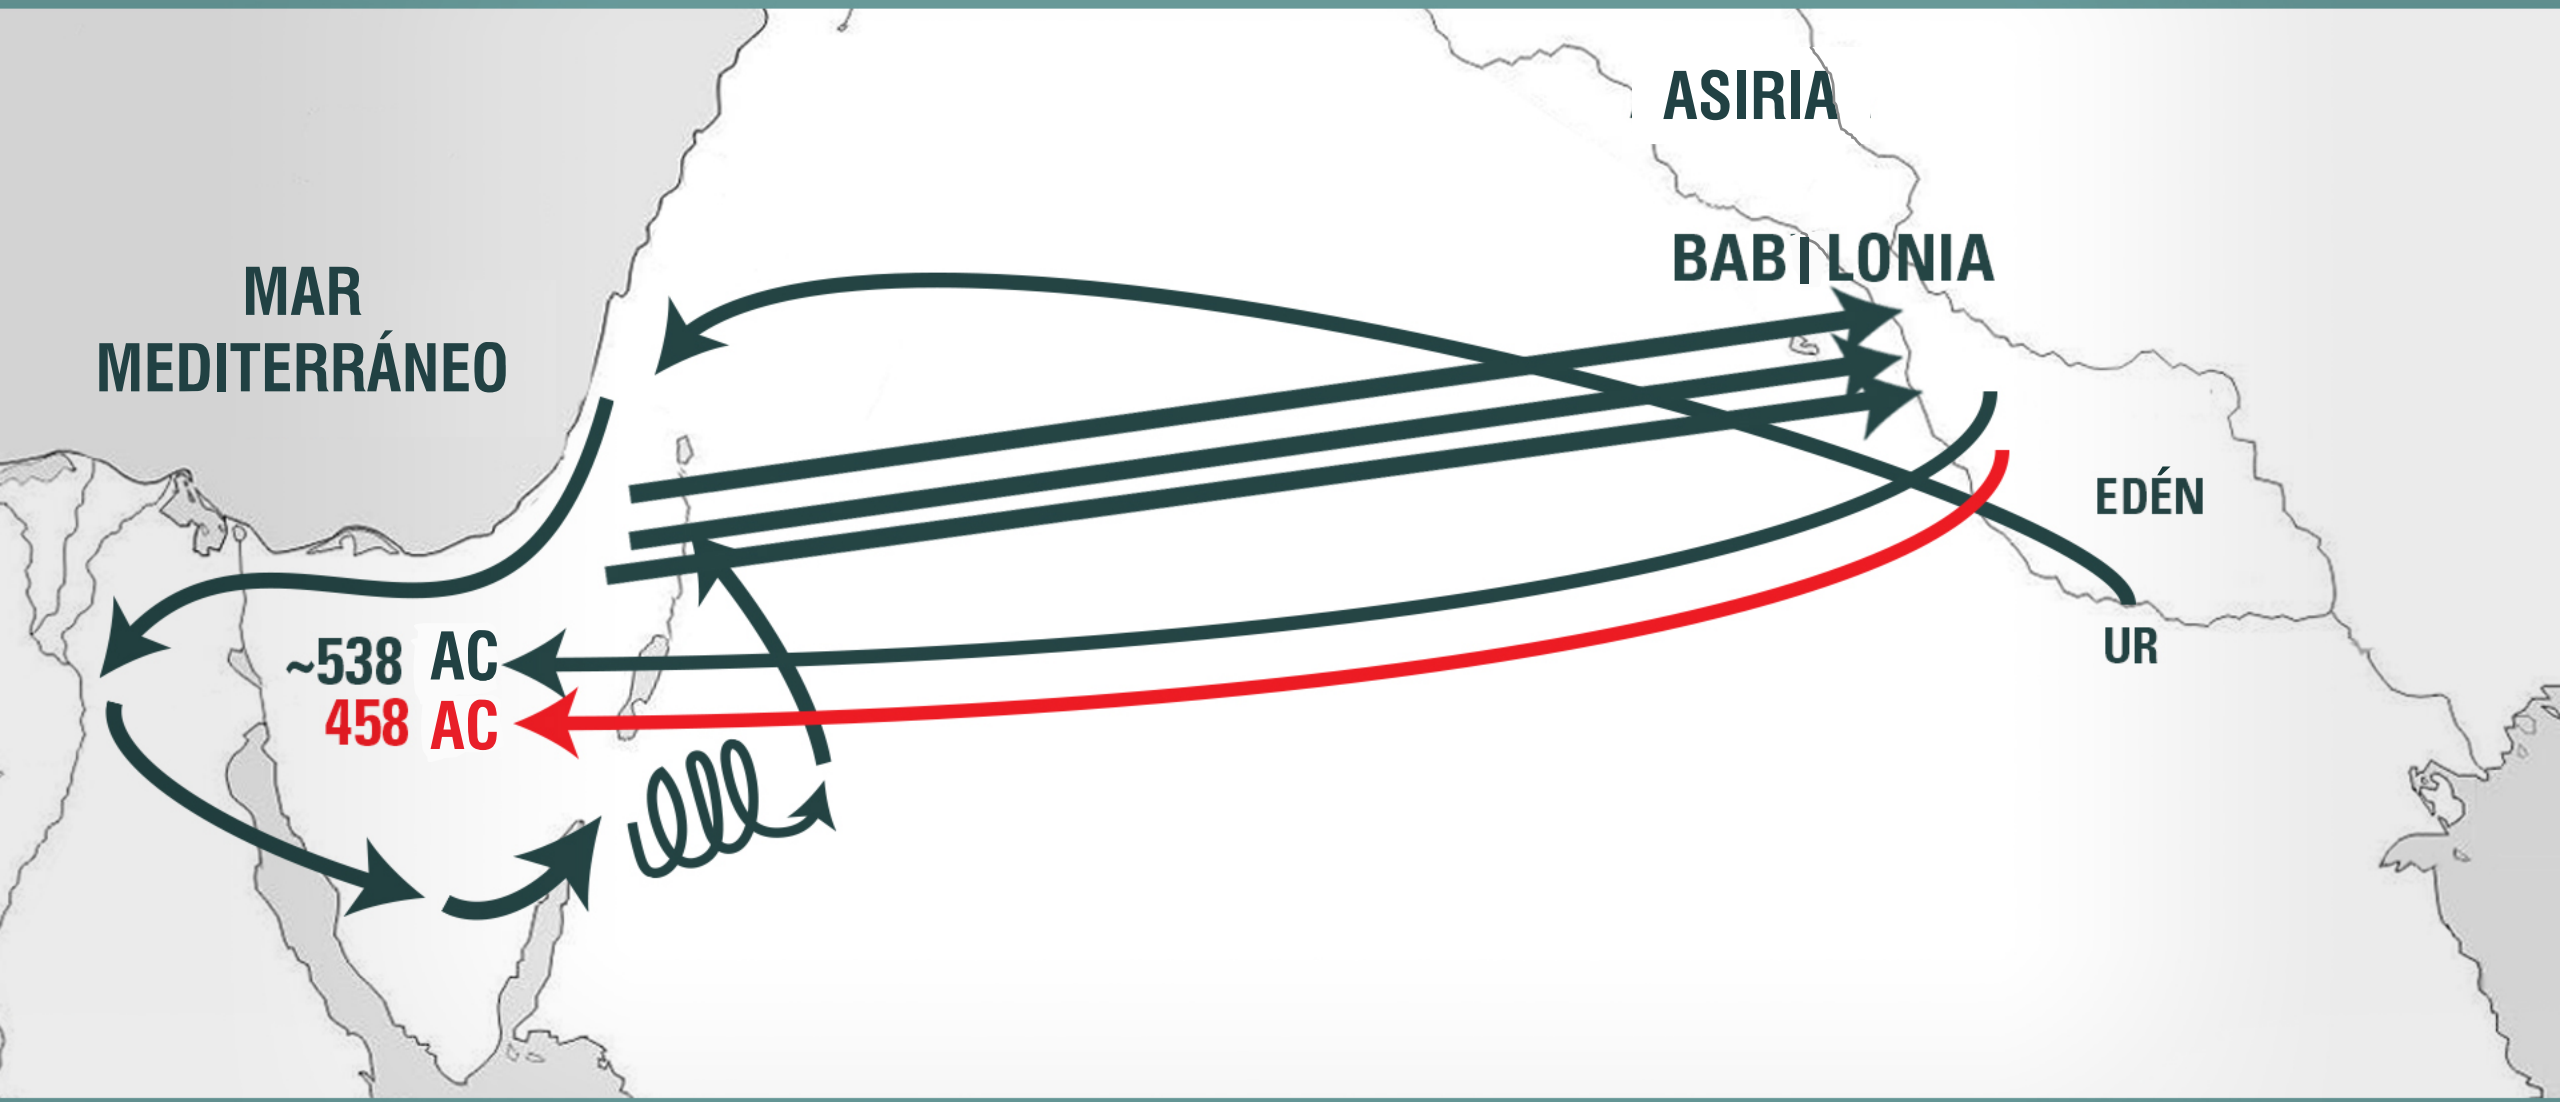 ASIRIA
BABILONIA
MAR
MEDITERRÁNEO
EDÉN
UR
~538 AC
458 AC